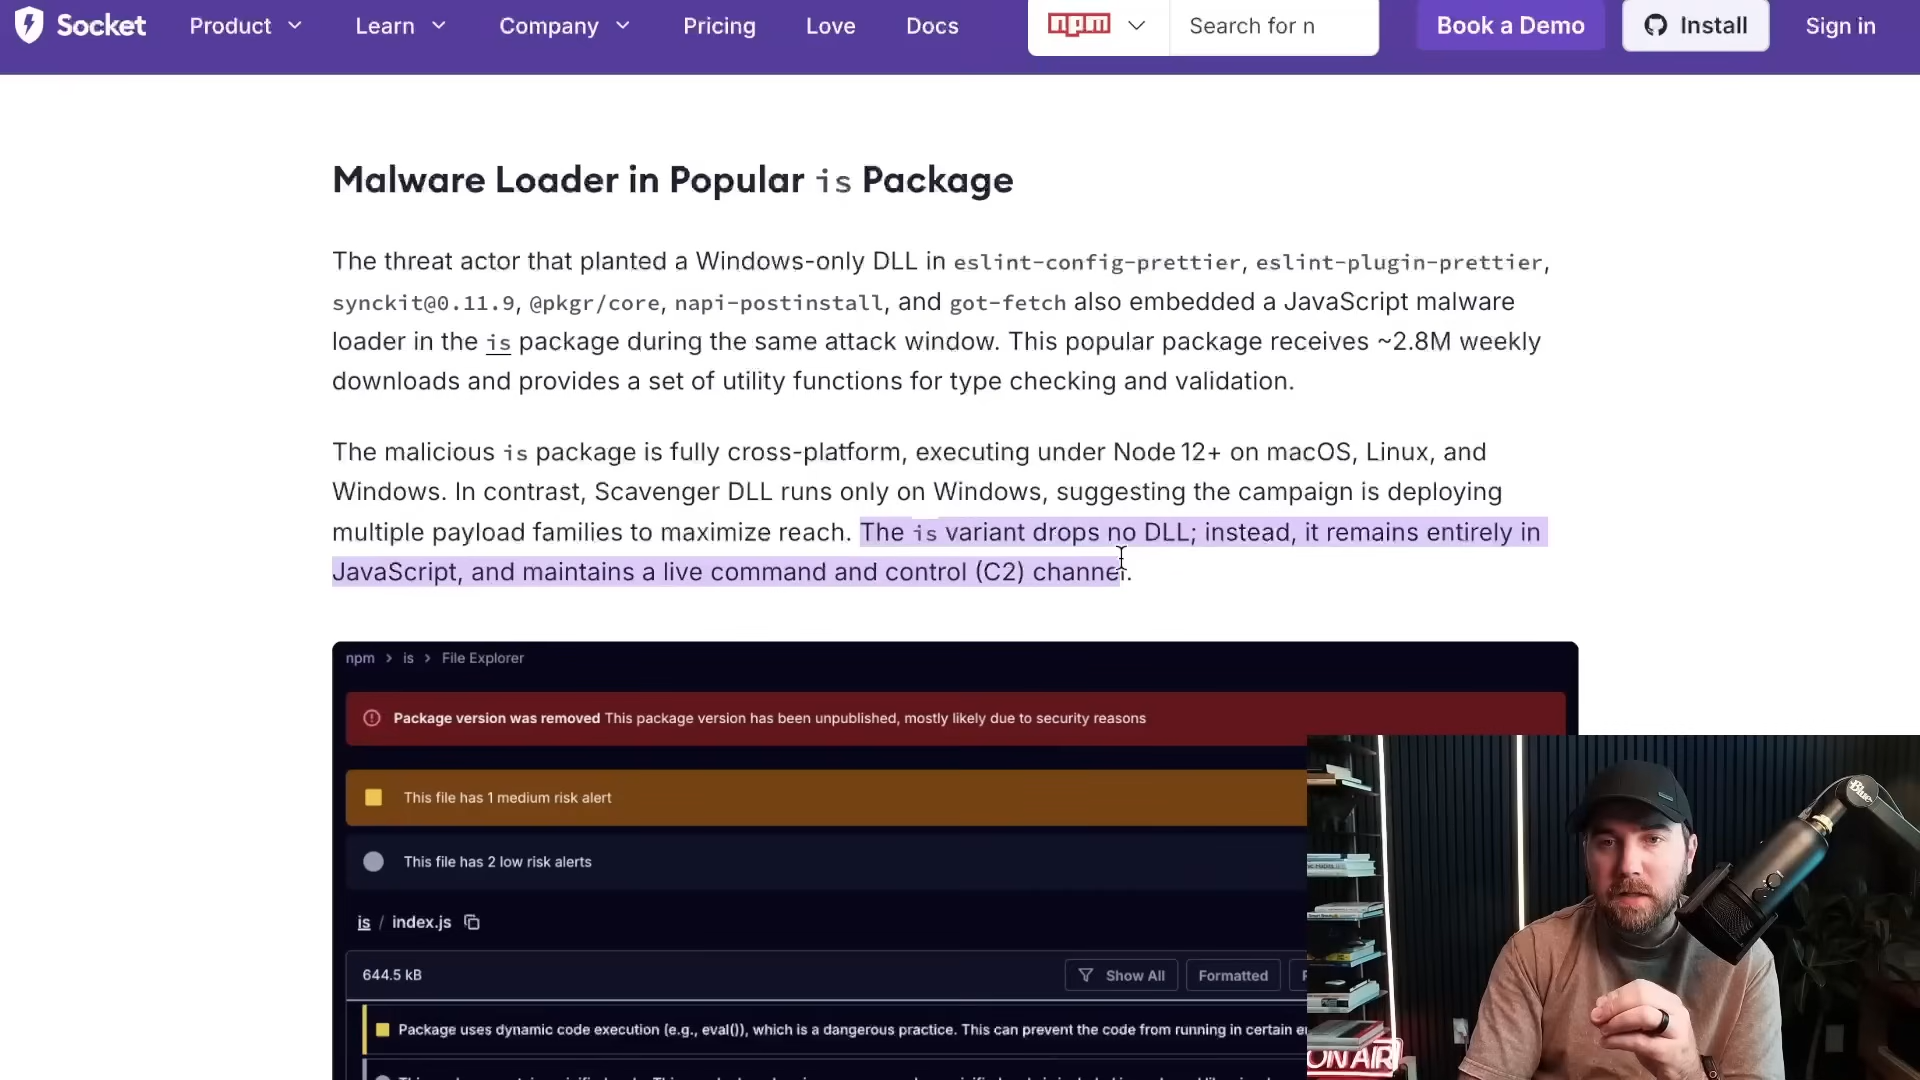 Socket Product Learn Company Pricing Love Docs npm Search for n Book a Demo Install Sign in
Malware Loader in Popular is Package
The threat actor that planted a Windows-only DLL in eslint-config-prettier, eslint-plugin-prettier,
synckit@0.11.9, @pkgr/core, napi-postinstall, and got-fetch also embedded a JavaScript malware
loader in the is package during the same attack window. This popular package receives ~2.8M weekly
downloads and provides a set of utility functions for type checking and validation.
The malicious is package is fully cross-platform, executing under Node 12+ on macOS, Linux, and
Windows. In contrast, Scavenger DLL runs only on Windows, suggesting the campaign is deploying
multiple payload families to maximize reach. The is variant drops no DLL; instead, it remains entirely in
JavaScript, and maintains a live command and control (C2) channel.
npm > is > File Explorer
Package version was removed This package version has been unpublished, mostly likely due to security reasons
This file has 1 medium risk alert
This file has 2 low risk alerts
is / index.js
644.5 kB Show All Formatted
Package uses dynamic code execution (e.g., eval()), which is a dangerous practice. This can prevent the code from running in certain
Blue
ON AIR